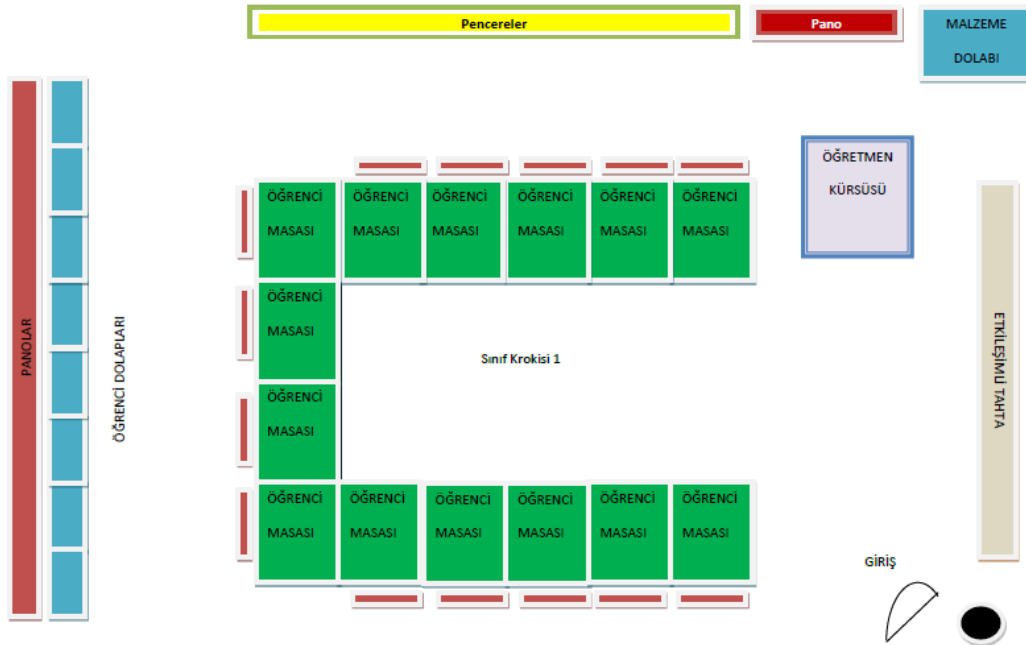 Pencereler
Pano
MALZEME
DOLABI
ÖĞRETMEN
KÜRSÜSÜ
ÖĞRENCİ
MASASI
ÖĞRENCİ
MASASI
ÖĞRENCİ
MASASI
ÖĞRENCİ
MASASI
ÖĞRENCİ
MASASI
ÖĞRENCİ
MASASI
ÖĞRENCİ
MASASI
PANOLAR
ÖĞRENCİ DOLAPLARI
Sınıf Krokisi 1
ETKİLEŞİMLİ TAHTA
ÖĞRENCİ
MASASI
ÖĞRENCİ
MASASI
ÖĞRENCİ
MASASI
ÖĞRENCİ
MASASI
ÖĞRENCİ
MASASI
ÖĞRENCİ
MASASI
ÖĞRENCİ
MASASI
GİRİŞ